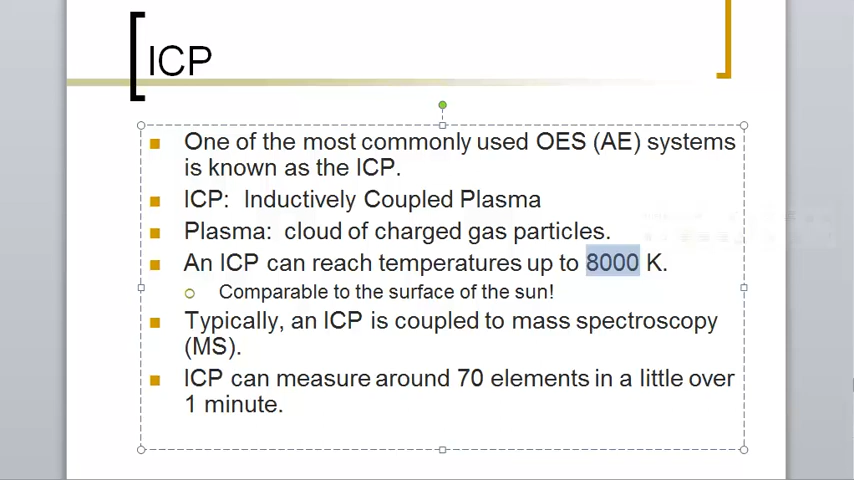 ICP
One of the most commonly used OES (AE) systems
is known as the ICP.
ICP: Inductively Coupled Plasma
Plasma: cloud of charged gas particles.
An ICP can reach temperatures up to 8000 K.
Comparable to the surface of the sun!
Typically, an ICP is coupled to mass spectroscopy
(MS).
ICP can measure around 70 elements in a little over
1 minute.